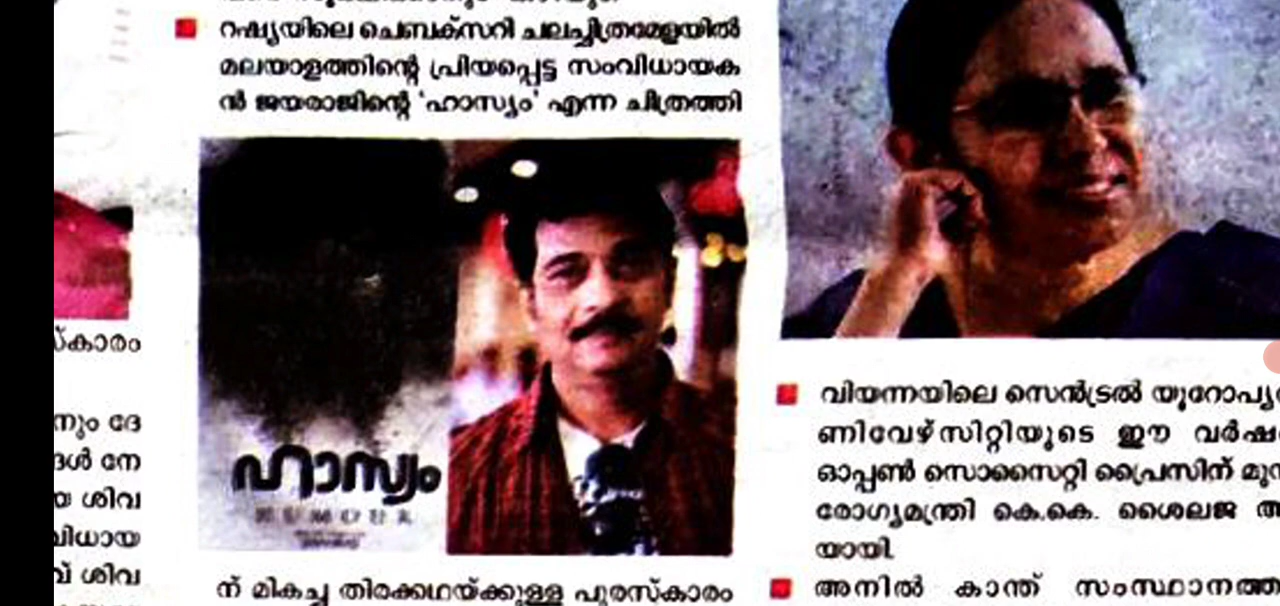 റഷ്യയിലെ ചെബക്സറി ചലച്ചിത്രമേളയിൽ
മലയാളത്തിന്റെ പ്രിയപ്പെട്ട സംവിധായക
ൻ ജയരാജിന്റെ 'ഹാസ്യം' എന്ന ചിത്രത്തി
ഹാസ്യം
ന് മികച്ച തിരക്കഥയ്ക്കുള്ള പുരസ്കാരം
സ്കാരം
നും ദേ
ങൾ നേ
യ ശിവ
വിധായ
വ് ശിവ
വിയന്നയിലെ സെൻട്രൽ യൂറോപ്യ
ണിവേഴ്സിറ്റിയുടെ ഈ വർഷ
ഓപ്പൺ സൊസൈറ്റി പ്രൈസിന് മു
രോഗ്യമന്ത്രി കെ.കെ. ശൈലജ
യായി.
അനിൽ കാന്ത് സംസ്ഥാനത്ത